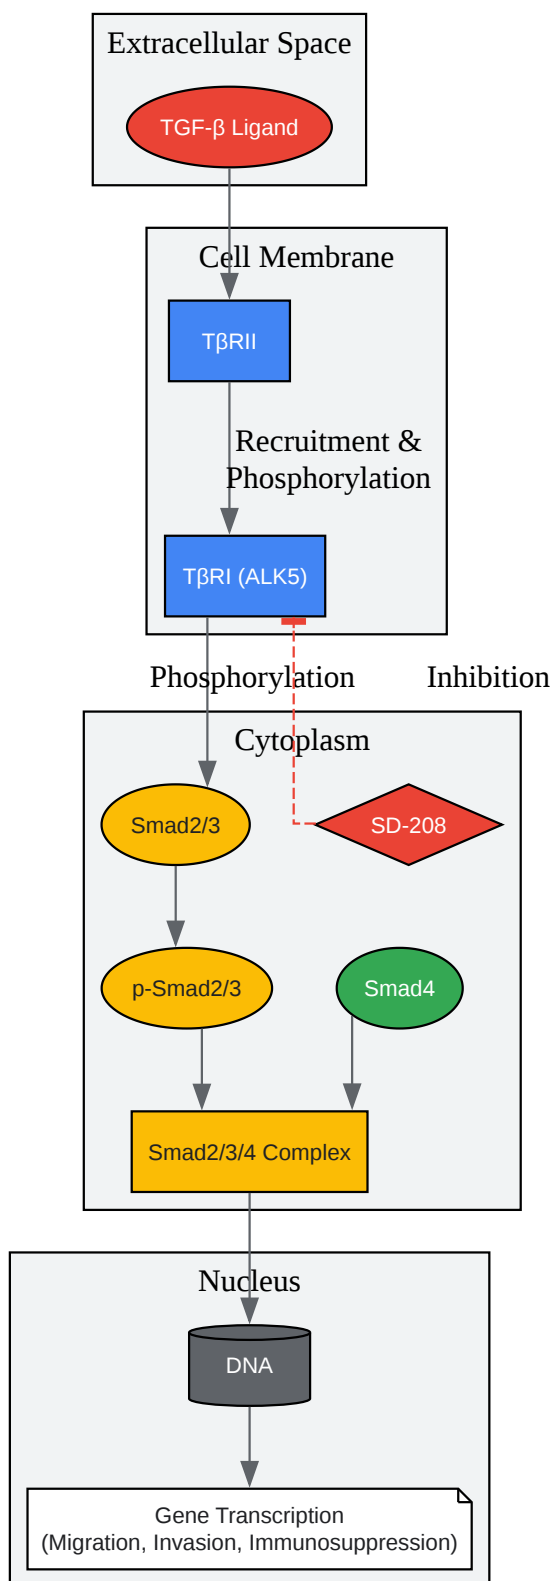 Extracellular Space
TGF-β Ligand
Cell Membrane
TβRII
Recruitment &
Phosphorylation
TβRI (ALK5)
Phosphorylation
Inhibition
Cytoplasm
Smad2/3
SD-208
p-Smad2/3
Smad4
Smad2/3/4 Complex
Nucleus
DNA
Gene Transcription
(Migration, Invasion, Immunosuppression)